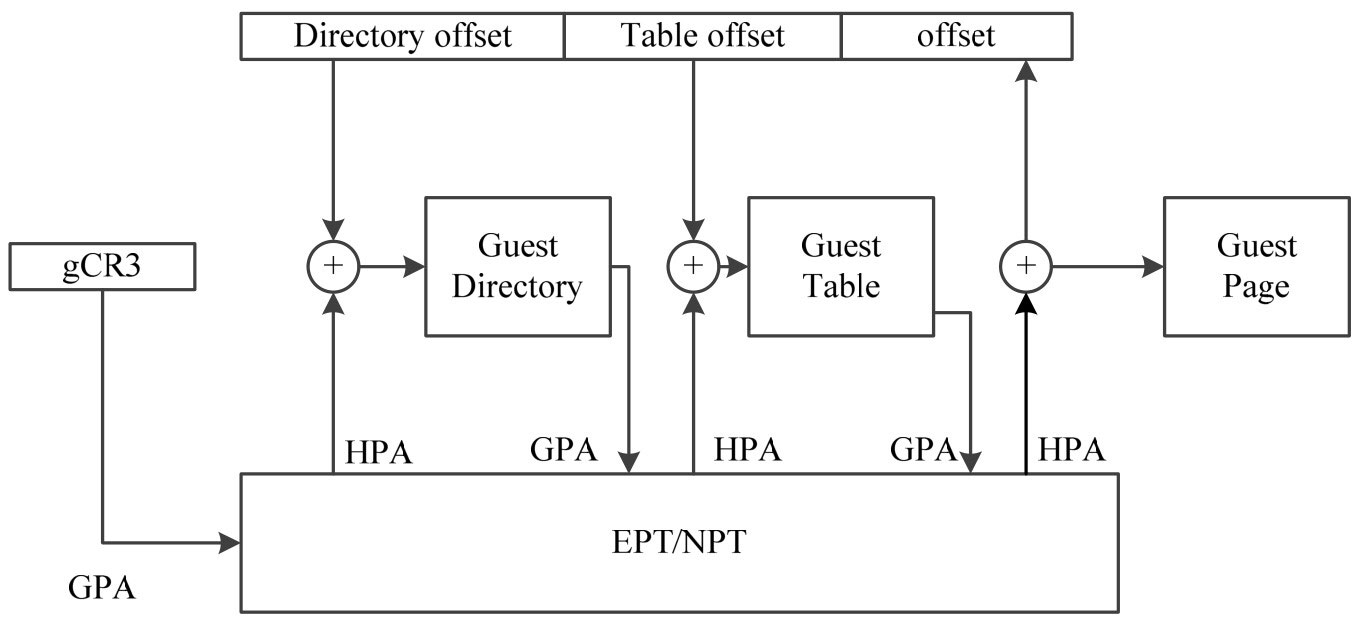 Directory offset
Table offset
offset
gCR3
+
Guest
Directory
+
Guest
Table
+
Guest
Page
HPA
GPA
HPA
GPA
HPA
EPT/NPT
GPA